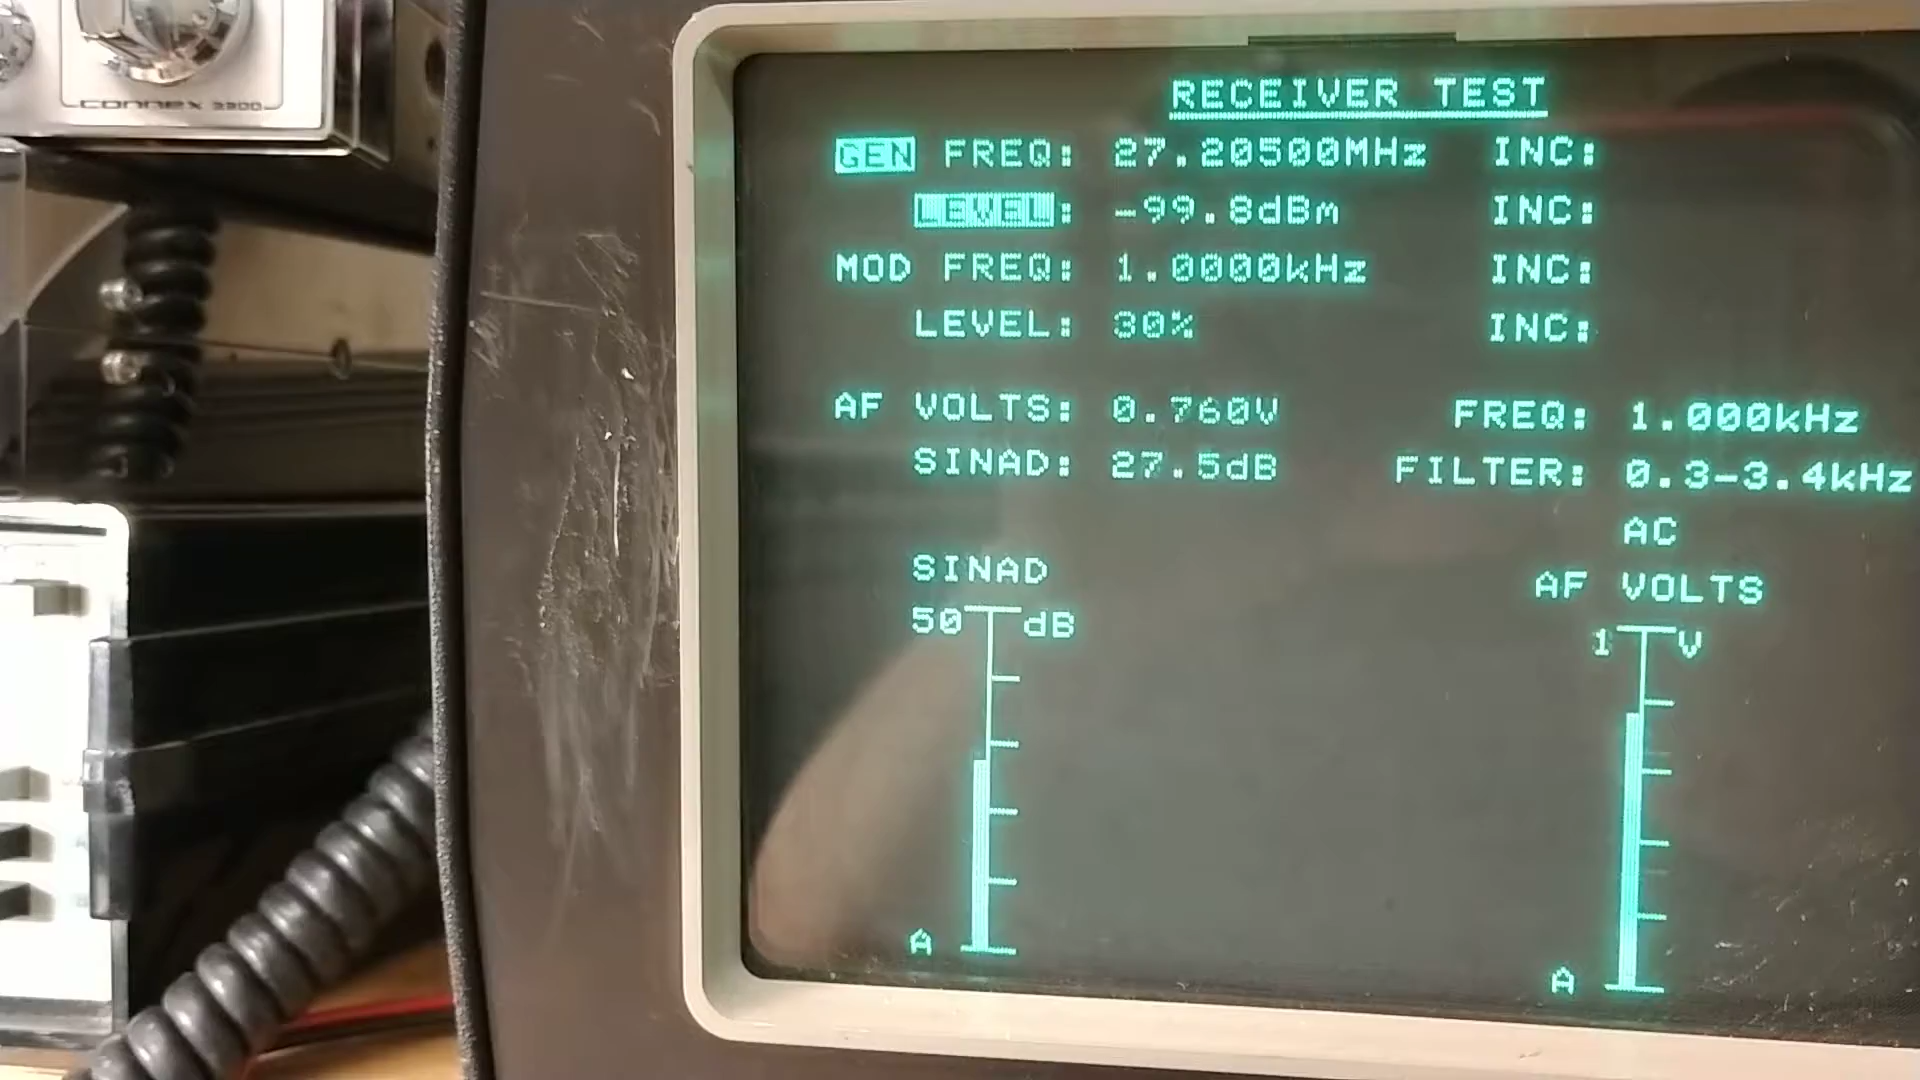 connex 3300
RECEIVER TEST
GEN FREQ: 27.20500MHz INC:
LEVEL: -99.8dBm INC:
MOD FREQ: 1.0000kHz INC:
LEVEL: 30% INC:
AF VOLTS: 0.760V FREQ: 1.000kHz
SINAD: 27.5dB FILTER: 0.3-3.4kHz
AC
SINAD AF VOLTS
50 dB 1 V
A A